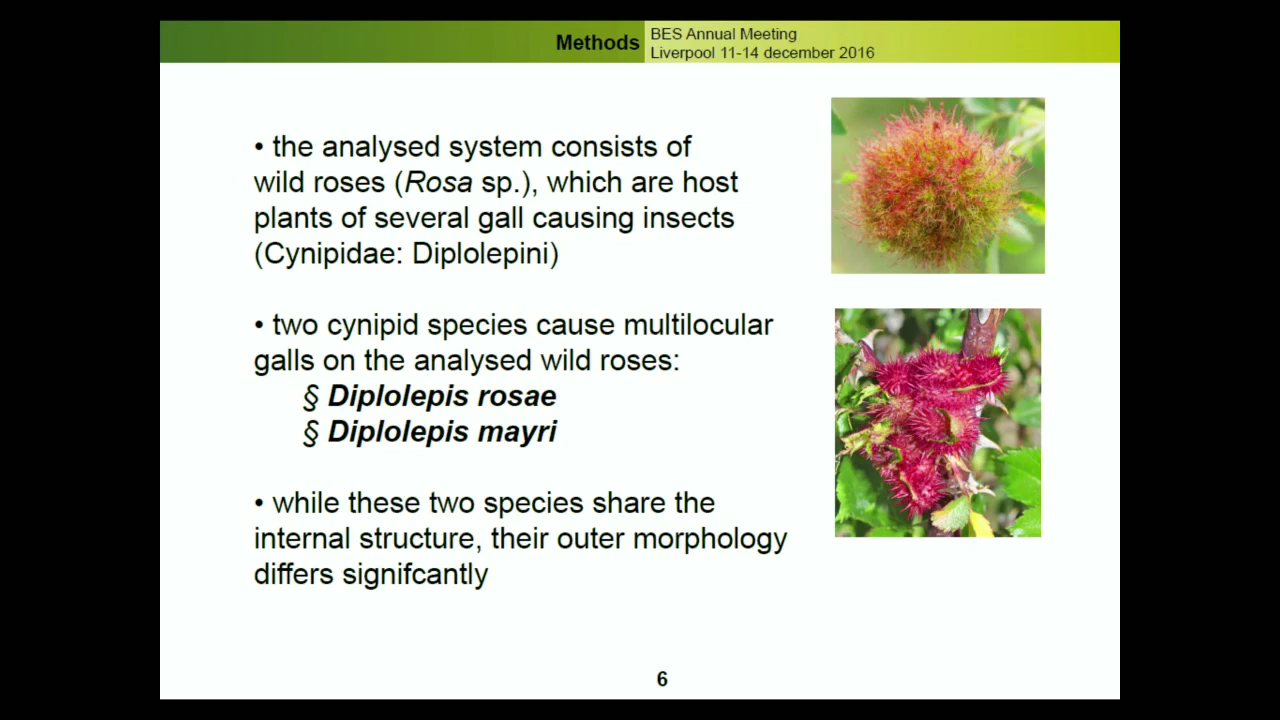 Methods
BES Annual Meeting
Liverpool 11-14 december 2016
• the analysed system consists of
wild roses (Rosa sp.), which are host
plants of several gall causing insects
(Cynipidae: Diplolepini)
• two cynipid species cause multilocular
galls on the analysed wild roses:
§ Diplolepis rosae
§ Diplolepis mayri
• while these two species share the
internal structure, their outer morphology
differs signifcantly
6